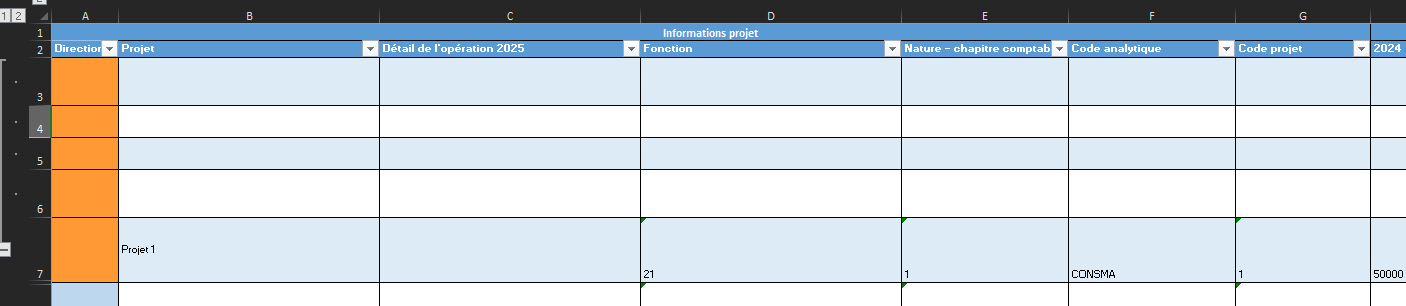 1 2
A B C D E F G
1 Informations projet
2 Direction Projet Détail de l'opération 2025 Fonction Nature - chapitre comptab Code analytique Code projet 2024
3
4
5
6
7 Projet 1 21 1 CONSMA 1 50000